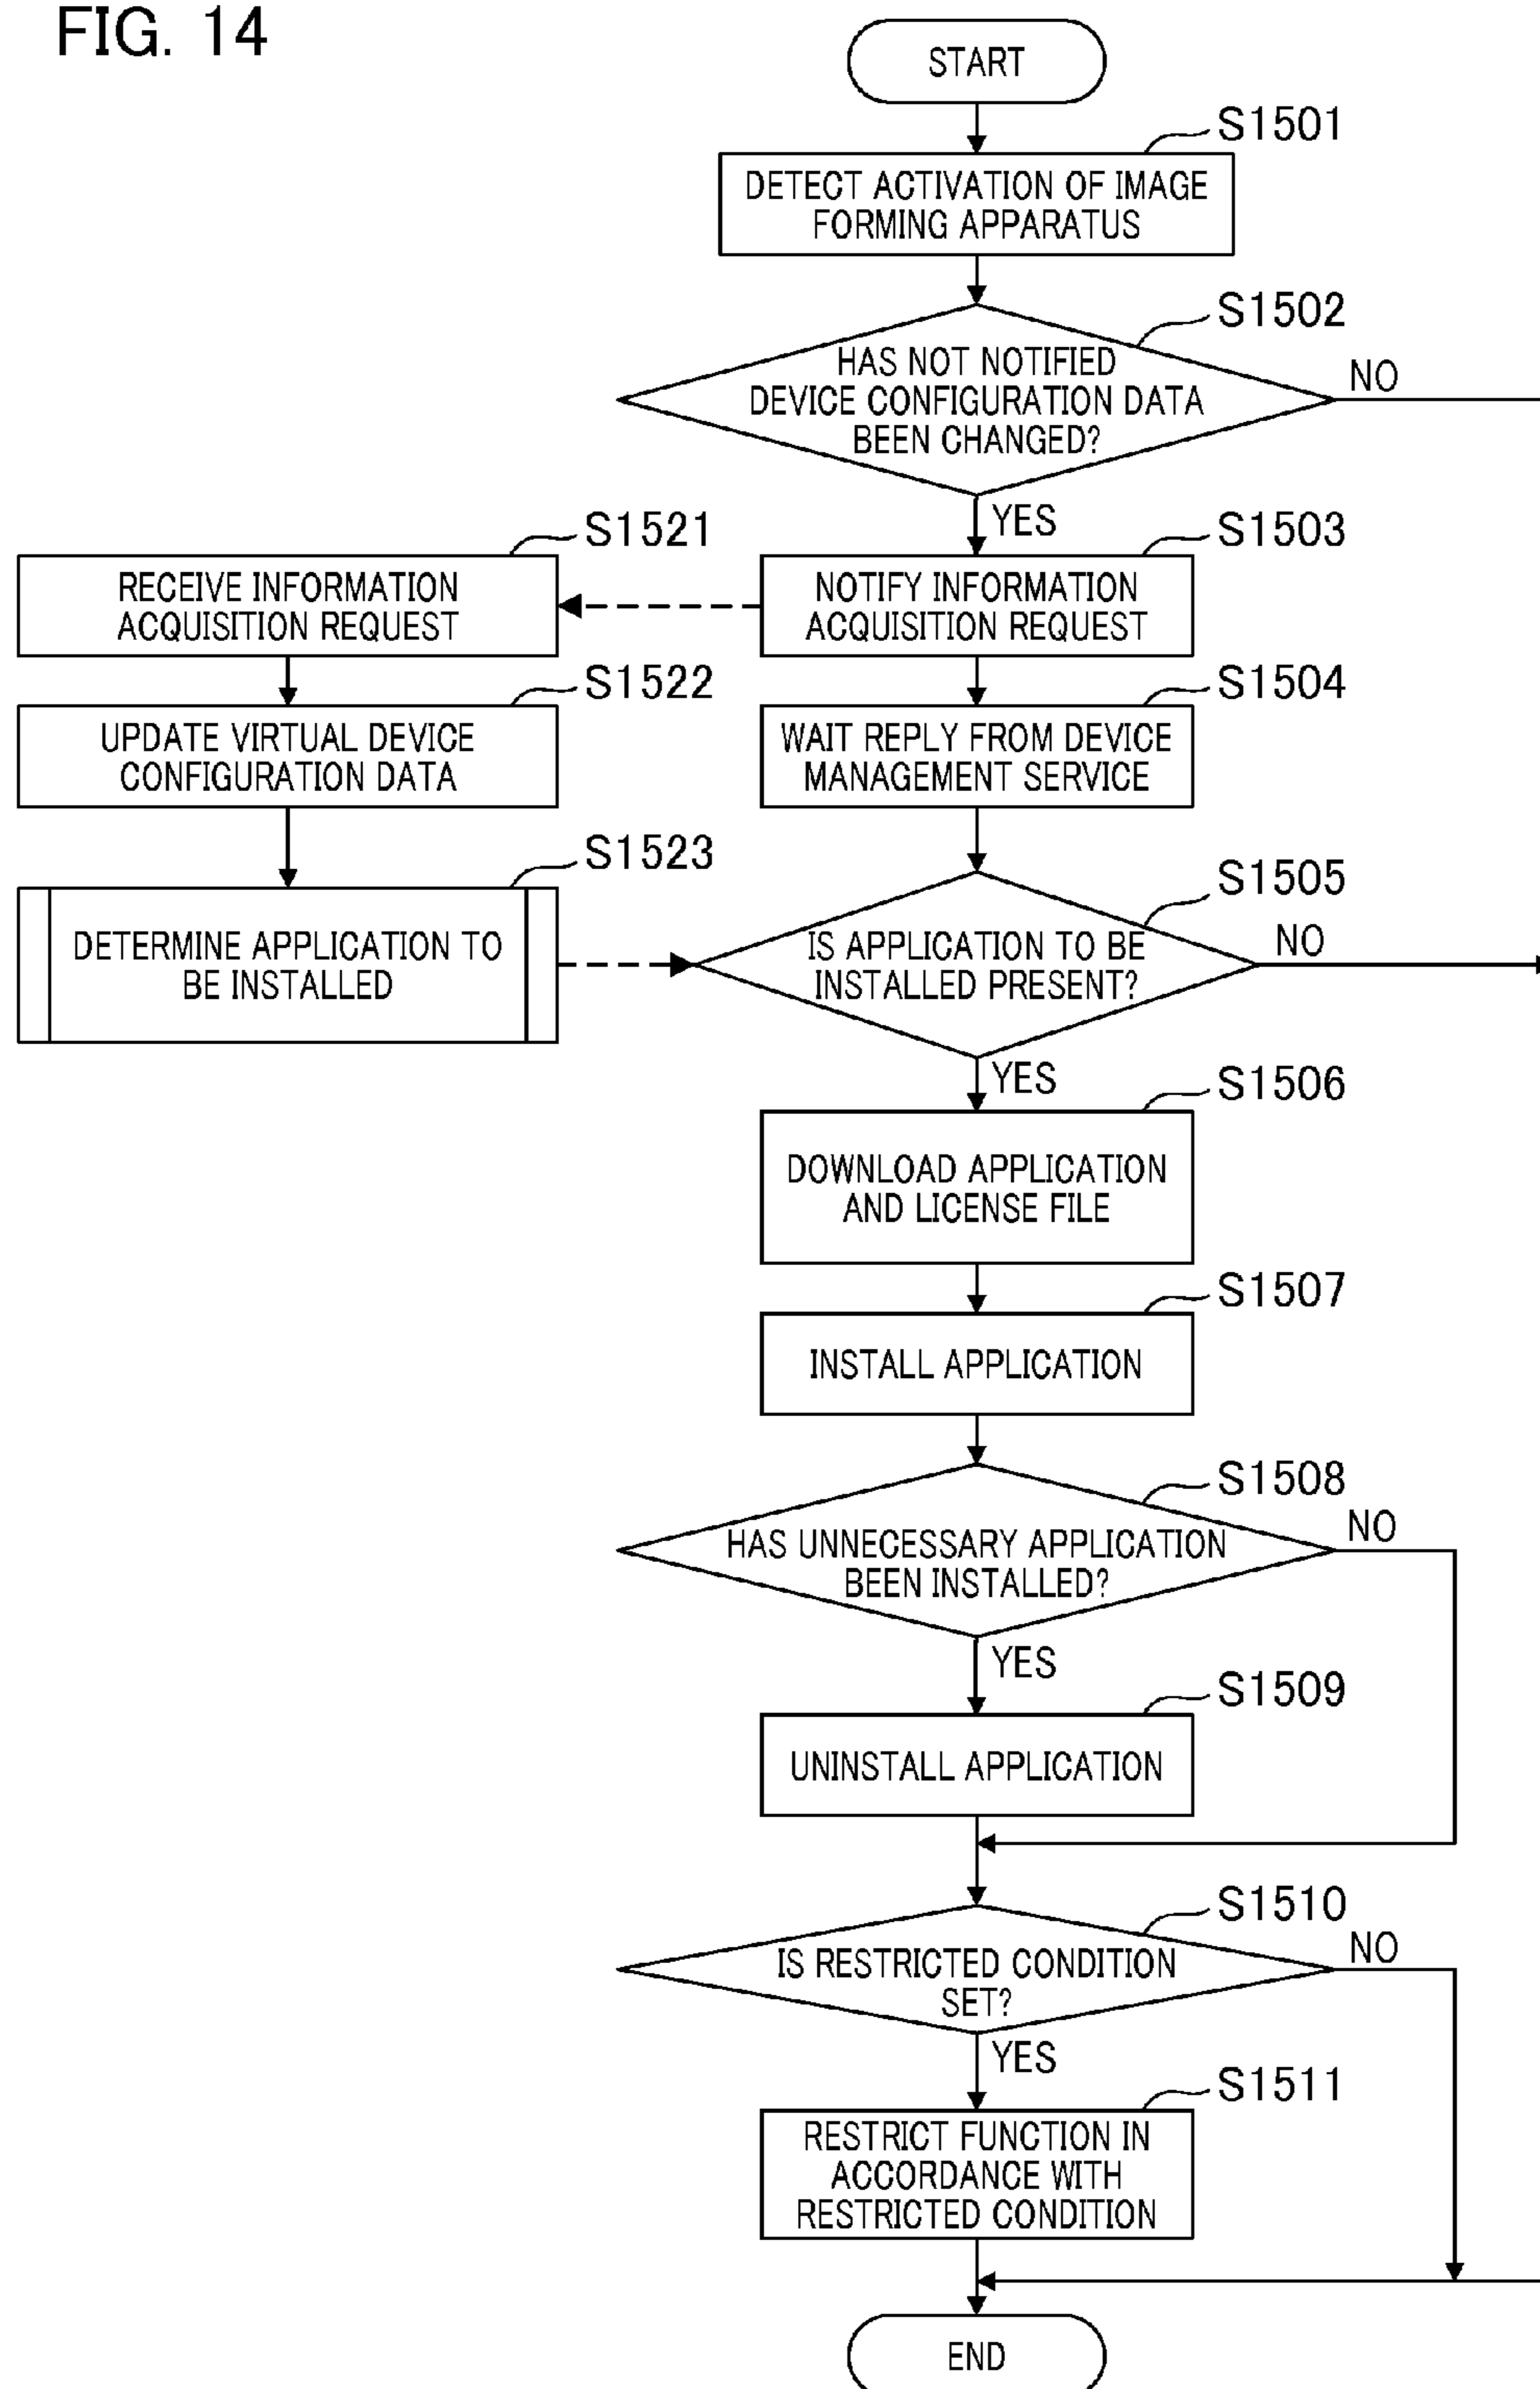 FIG. 14
START
S1501
DETECT ACTIVATION OF IMAGE
FORMING APPARATUS
S1502
HAS NOT NOTIFIED
DEVICE CONFIGURATION DATA
BEEN CHANGED?
NO
YES
S1521
RECEIVE INFORMATION
ACQUISITION REQUEST
S1503
NOTIFY INFORMATION
ACQUISITION REQUEST
S1522
UPDATE VIRTUAL DEVICE
CONFIGURATION DATA
S1504
WAIT REPLY FROM DEVICE
MANAGEMENT SERVICE
S1523
DETERMINE APPLICATION TO
BE INSTALLED
S1505
IS APPLICATION TO BE
INSTALLED PRESENT?
NO
YES
S1506
DOWNLOAD APPLICATION
AND LICENSE FILE
S1507
INSTALL APPLICATION
S1508
HAS UNNECESSARY APPLICATION
BEEN INSTALLED?
NO
YES
S1509
UNINSTALL APPLICATION
S1510
IS RESTRICTED CONDITION
SET?
NO
YES
S1511
RESTRICT FUNCTION IN
ACCORDANCE WITH
RESTRICTED CONDITION
END